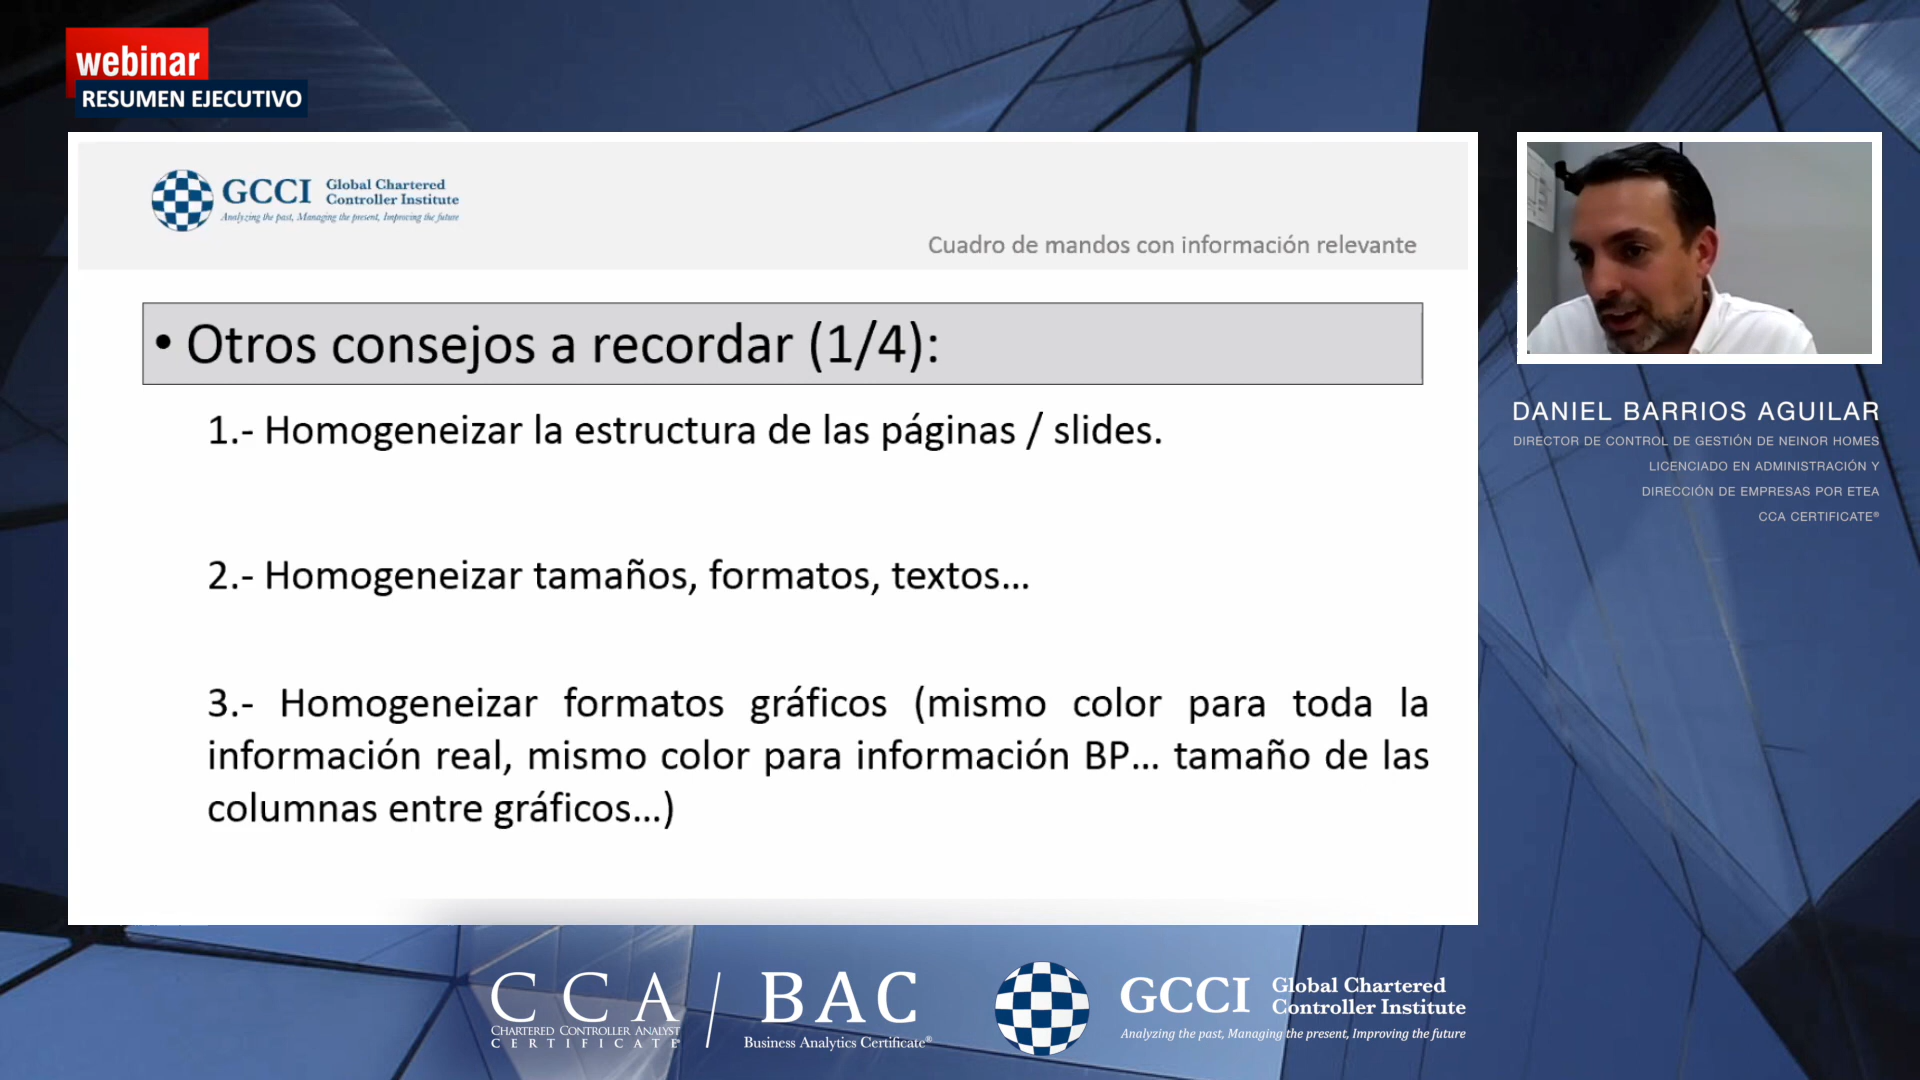 webinar
RESUMEN EJECUTIVO
GCCI Global Chartered
Controller Institute
Analyzing the past, Managing the present, Improving the future
Cuadro de mandos con información relevante
• Otros consejos a recordar (1/4):
1.- Homogeneizar la estructura de las páginas / slides.
2.- Homogeneizar tamaños, formatos, textos...
3.- Homogeneizar formatos gráficos (mismo color para toda la
información real, mismo color para información BP... tamaño de las
columnas entre gráficos...)
DANIEL BARRIOS AGUILAR
DIRECTOR DE CONTROL DE GESTIÓN DE NEINOR HOMES
LICENCIADO EN ADMINISTRACIÓN Y
DIRECCIÓN DE EMPRESAS POR ETEA
CCA CERTIFICATE®
CCA / BAC
CHARTERED CONTROLLER ANALYST
CERTIFICATE®
Business Analytics Certificate®
GCCI Global Chartered
Controller Institute
Analyzing the past, Managing the present, Improving the future